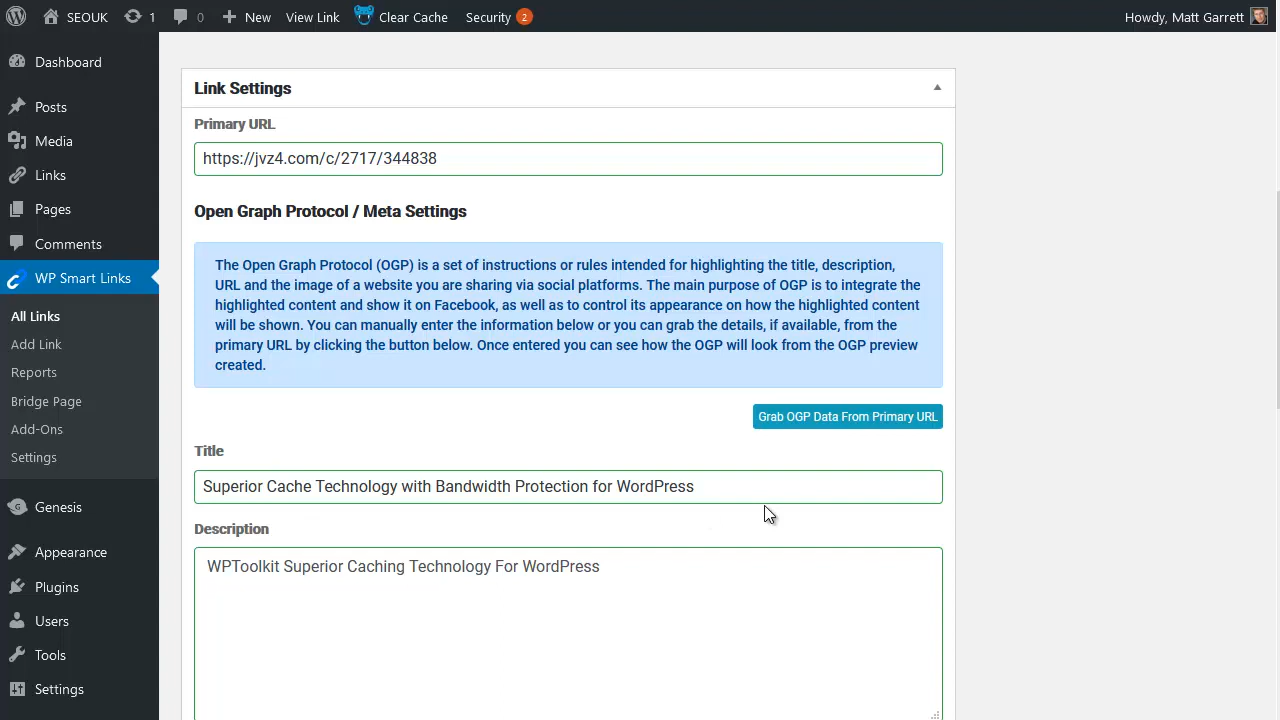 SEOUK 1 0 New View Link Clear Cache Security 2 Howdy, Matt Garrett
Dashboard
Posts
Media
Links
Pages
Comments
WP Smart Links
All Links
Add Link
Reports
Bridge Page
Add-Ons
Settings
Genesis
Appearance
Plugins
Users
Tools
Settings
Link Settings
Primary URL
https://jvz4.com/c/2717/344838
Open Graph Protocol / Meta Settings
The Open Graph Protocol (OGP) is a set of instructions or rules intended for highlighting the title, description,
URL and the image of a website you are sharing via social platforms. The main purpose of OGP is to integrate the
highlighted content and show it on Facebook, as well as to control its appearance on how the highlighted content
will be shown. You can manually enter the information below or you can grab the details, if available, from the
primary URL by clicking the button below. Once entered you can see how the OGP will look from the OGP preview
created.
Grab OGP Data From Primary URL
Title
Superior Cache Technology with Bandwidth Protection for WordPress
Description
WPToolkit Superior Caching Technology For WordPress